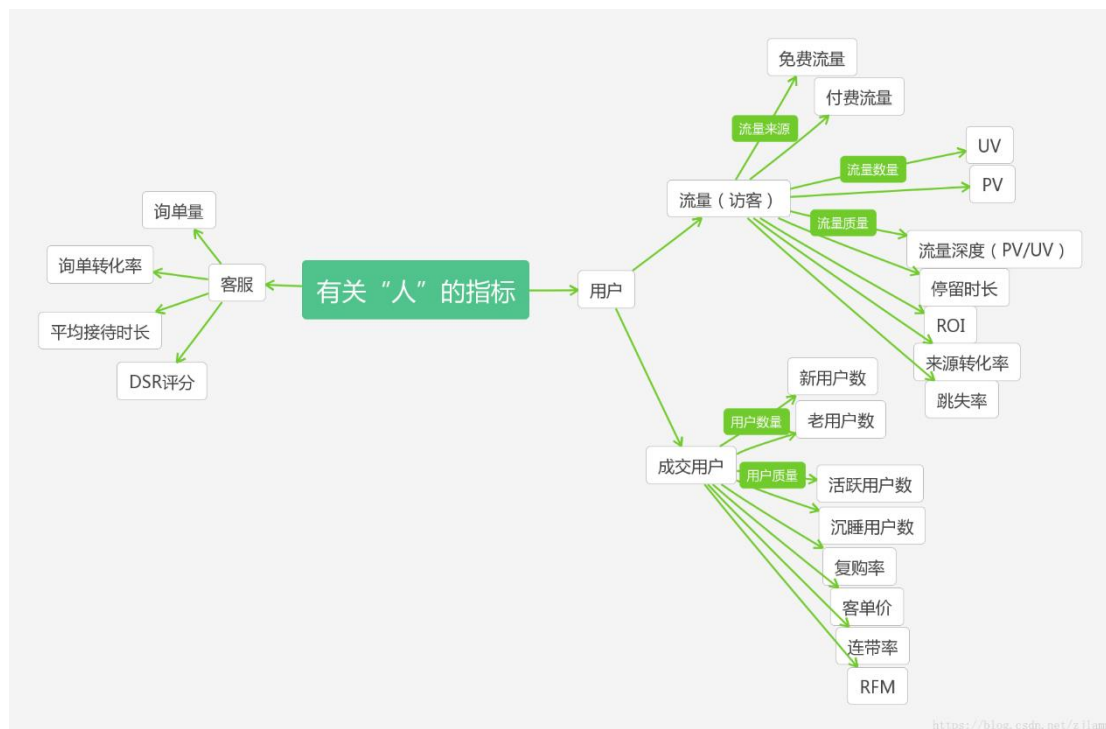 免费流量
付费流量
流量来源
UV
流量数量
PV
流量（访客）
流量质量
流量深度（PV/UV）
停留时长
ROI
来源转化率
跳失率
询单量
询单转化率
客服
平均接待时长
DSR评分
有关“人”的指标
用户
新用户数
用户数量
老用户数
成交用户
用户质量
活跃用户数
沉睡用户数
复购率
客单价
连带率
RFM